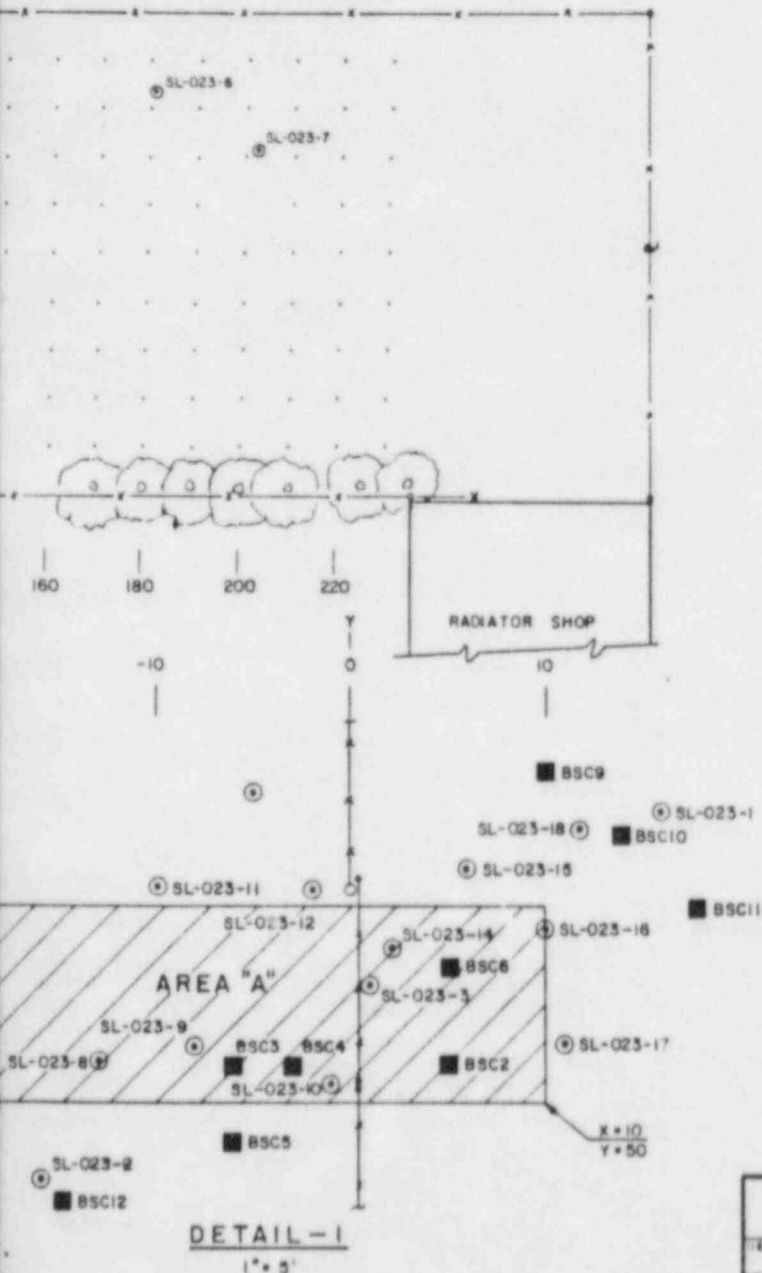 SL-023-6
SL-023-7
160 180 200 220
RADIATOR SHOP
Y
-10 0 10
BSC9
SL-023-1
SL-023-18
BSC10
SL-023-15
SL-023-11
BSC11
SL-023-12
SL-023-16
SL-023-14
BSC6
AREA "A"
SL-023-3
SL-023-9
SL-023-17
BSC3 BSC4
SL-023-8
BSC2
SL-023-10
X=10
Y=50
BSC5
SL-023-2
BSC12
DETAIL-1
1"= 5'